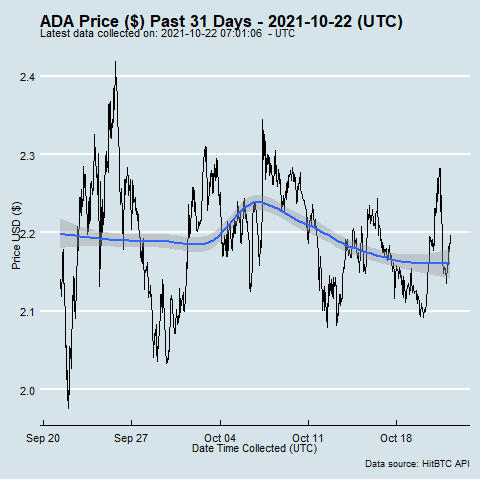 ADA Price ($) Past 31 Days - 2021-10-22 (UTC)
Latest data collected on: 2021-10-22 07:01:06  - UTC
2.4
2.3
2.2
2.1
2.0
Price USD ($)
Sep 20
Sep 27
Oct 04
Oct 11
Oct 18
Date Time Collected (UTC)
Data source: HitBTC API